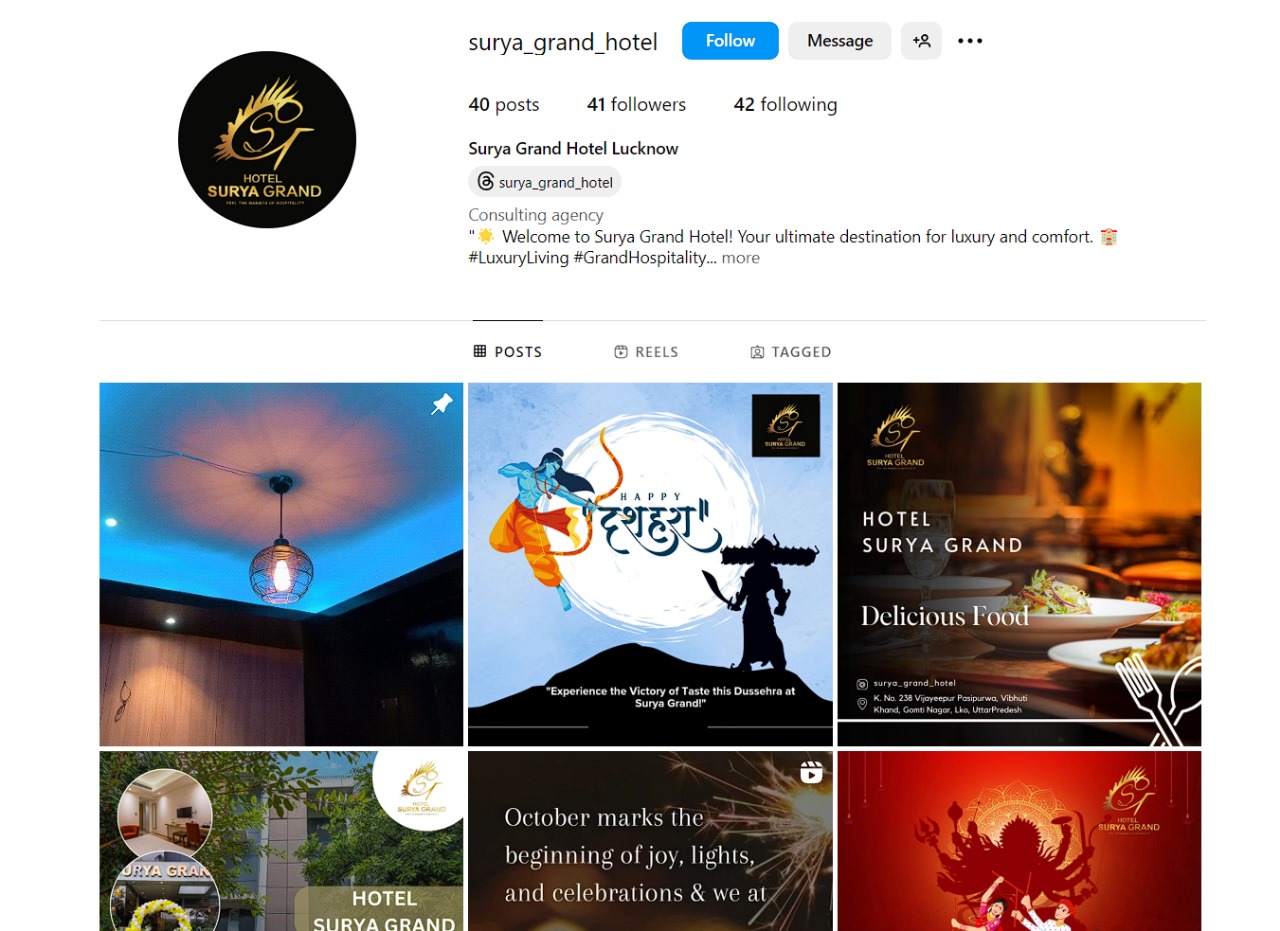 surya_grand_hotel
Follow
Message
40 posts
41 followers
42 following
Surya Grand Hotel Lucknow
surya_grand_hotel
Consulting agency
"🌟 Welcome to Surya Grand Hotel! Your ultimate destination for luxury and comfort. 🏨
#LuxuryLiving #GrandHospitality... more
HOTEL
SURYA GRAND
FEEL THE WARMTH OF HOSPITALITY
POSTS
REELS
TAGGED
HOTEL
SURYA GRAND
HAPPY
"दशहरा"
"Experience the Victory of Taste this Dussehra at
Surya Grand!"
HOTEL
SURYA GRAND
HOTEL
SURYA GRAND
Delicious Food
surya_grand_hotel
K. No. 238 Vijayeepur Pasipurwa, Vibhuti
Khand, Gomti Nagar, Lko, UttarPredesh
HOTEL
SURYA GRAND
URYA GRAN
HOTEL
SURYA GRAND
October marks the
beginning of joy, lights,
and celebrations & we at
HOTEL
SURYA GRAND